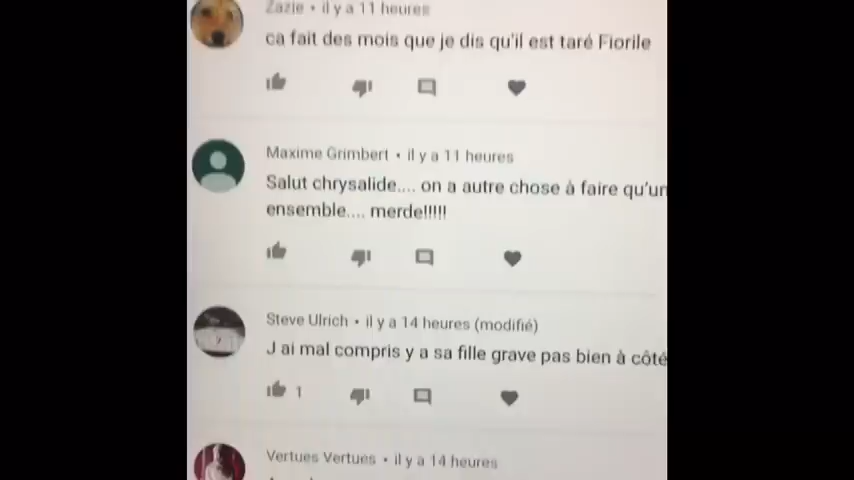 Zazie • il y a 11 heures
ca fait des mois que je dis qu'il est taré Fiorile
Maxime Grimbert • il y a 11 heures
Salut chrysalide.... on a autre chose à faire qu'un
ensemble.... merde!!!!!
Steve Ulrich • il y a 14 heures (modifié)
J ai mal compris y a sa fille grave pas bien à côté
1
Vertues Vertues • il y a 14 heures